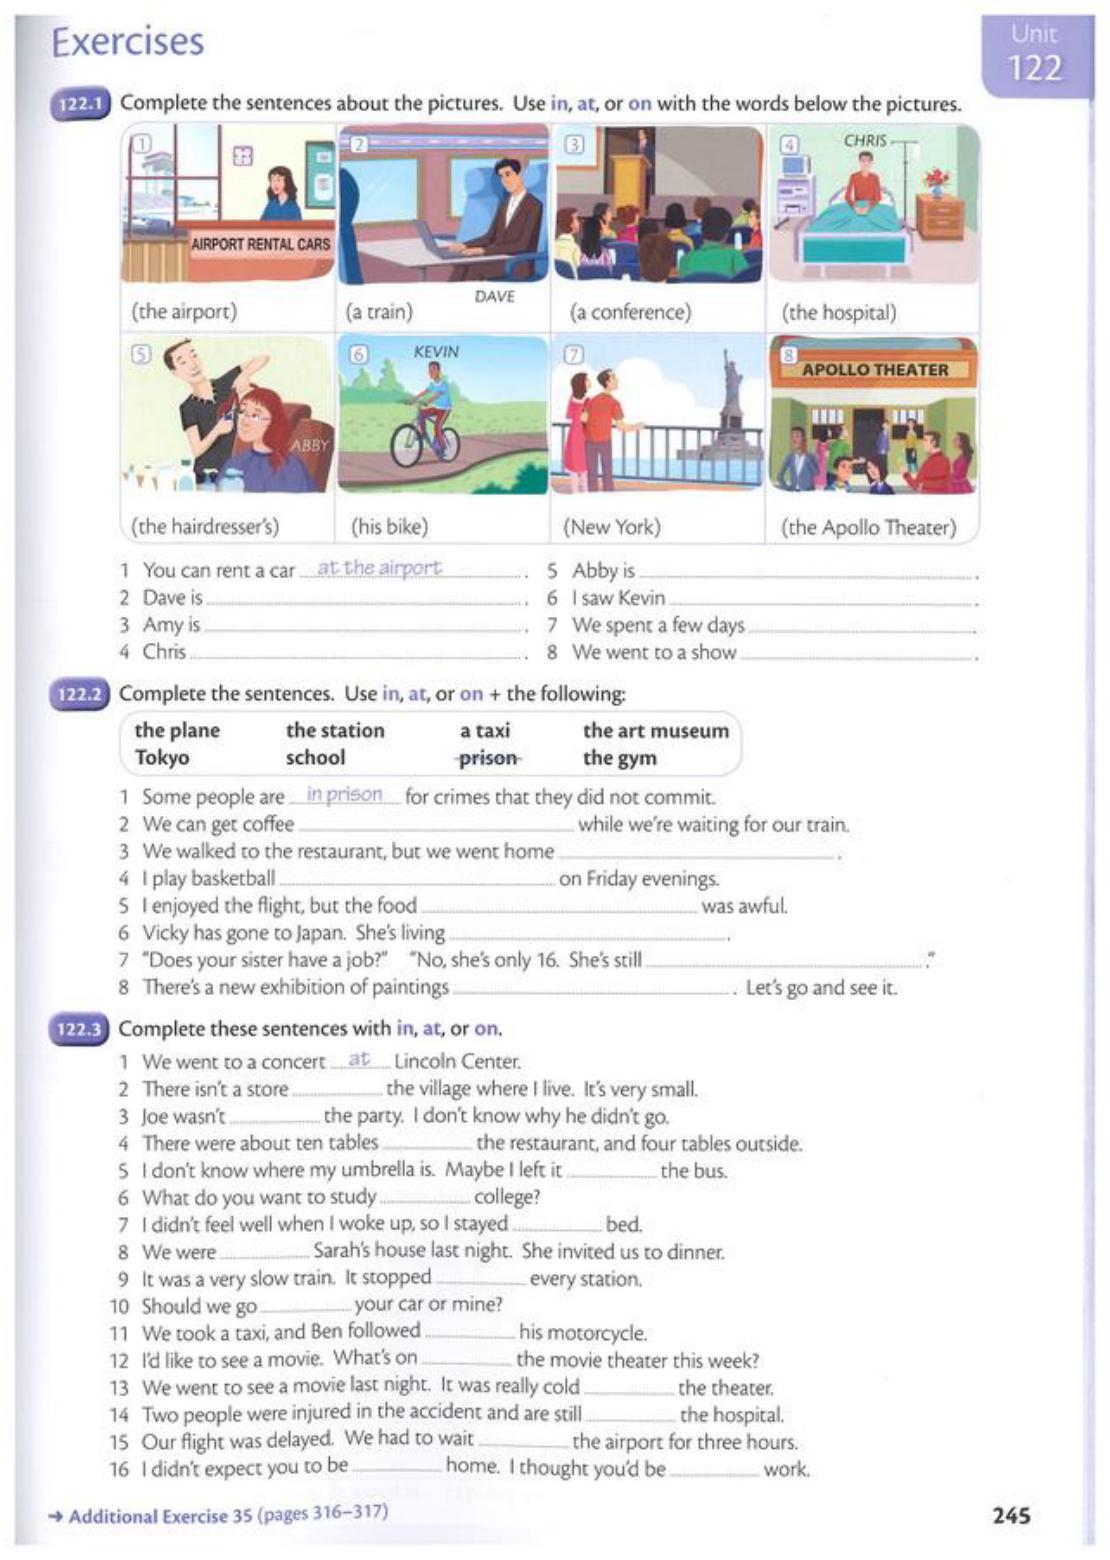 Exercises
Unit
122
122.1 Complete the sentences about the pictures. Use in, at, or on with the words below the pictures.
1 2 3 4
CHRIS
AIRPORT RENTAL CARS
DAVE
(the airport) (a train) (a conference) (the hospital)
5 6 KEVIN 7 8
APOLLO THEATER
ABBY
(the hairdresser's) (his bike) (New York) (the Apollo Theater)
1 You can rent a car at the airport .
2 Dave is .
3 Amy is .
4 Chris .
5 Abby is .
6 I saw Kevin .
7 We spent a few days .
8 We went to a show .
122.2 Complete the sentences. Use in, at, or on + the following:
the plane the station a taxi the art museum
Tokyo school prison the gym
1 Some people are in prison for crimes that they did not commit.
2 We can get coffee while we're waiting for our train.
3 We walked to the restaurant, but we went home .
4 I play basketball on Friday evenings.
5 I enjoyed the flight, but the food was awful.
6 Vicky has gone to Japan. She's living .
7 "Does your sister have a job?" "No, she's only 16. She's still ."
8 There's a new exhibition of paintings . Let's go and see it.
122.3 Complete these sentences with in, at, or on.
1 We went to a concert at Lincoln Center.
2 There isn't a store the village where I live. It's very small.
3 Joe wasn't the party. I don't know why he didn't go.
4 There were about ten tables the restaurant, and four tables outside.
5 I don't know where my umbrella is. Maybe I left it the bus.
6 What do you want to study college?
7 I didn't feel well when I woke up, so I stayed bed.
8 We were Sarah's house last night. She invited us to dinner.
9 It was a very slow train. It stopped every station.
10 Should we go your car or mine?
11 We took a taxi, and Ben followed his motorcycle.
12 I'd like to see a movie. What's on the movie theater this week?
13 We went to see a movie last night. It was really cold the theater.
14 Two people were injured in the accident and are still the hospital.
15 Our flight was delayed. We had to wait the airport for three hours.
16 I didn't expect you to be home. I thought you'd be work.
→ Additional Exercise 35 (pages 316–317)
245